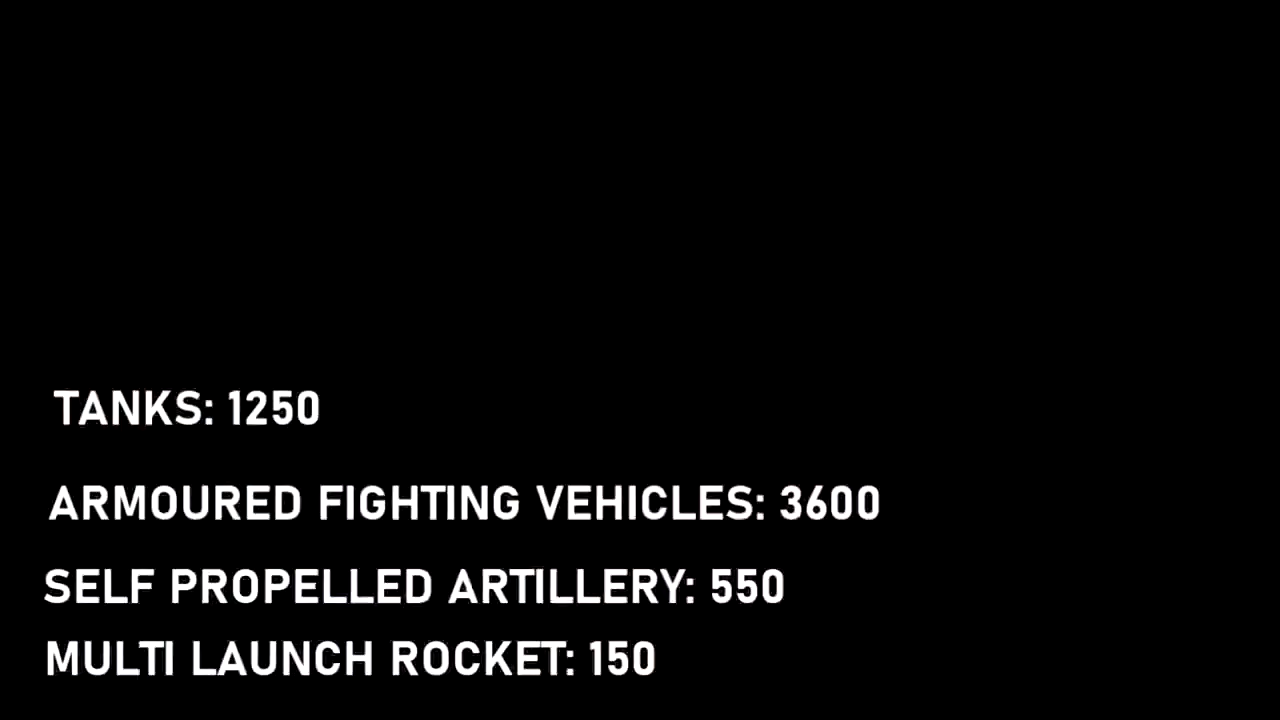 TANKS: 1250
ARMOURED FIGHTING VEHICLES: 3600
SELF PROPELLED ARTILLERY: 550
MULTI LAUNCH ROCKET: 150